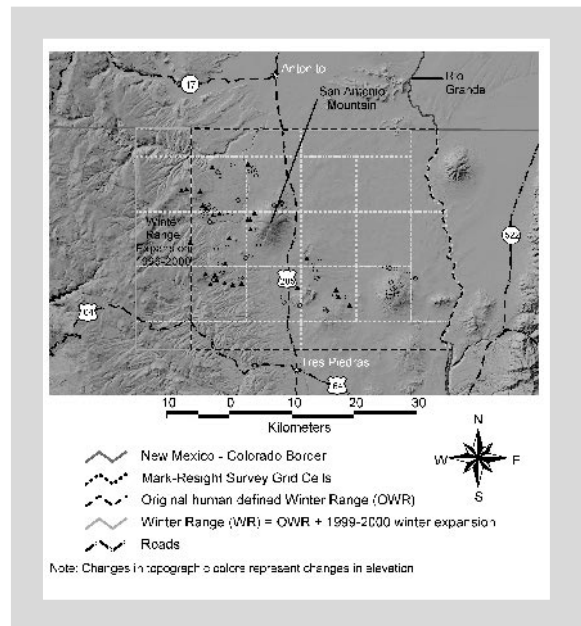 Antonito
17
Rio
Grande
San Antonio
Mountain
Winter
Range
Expansion
522
285
64
Tres Piedras
64
10 0 10 20 30
Kilometers
N
W E
S
New Mexico - Colorado Border
Mark-Resight Survey Grid Cells
Original human defined Winter Range (OWR)
Winter Range (WR) = OWR + 1999-2000 winter expansion
Roads
Note: Changes in topographic colors represent changes in elevation